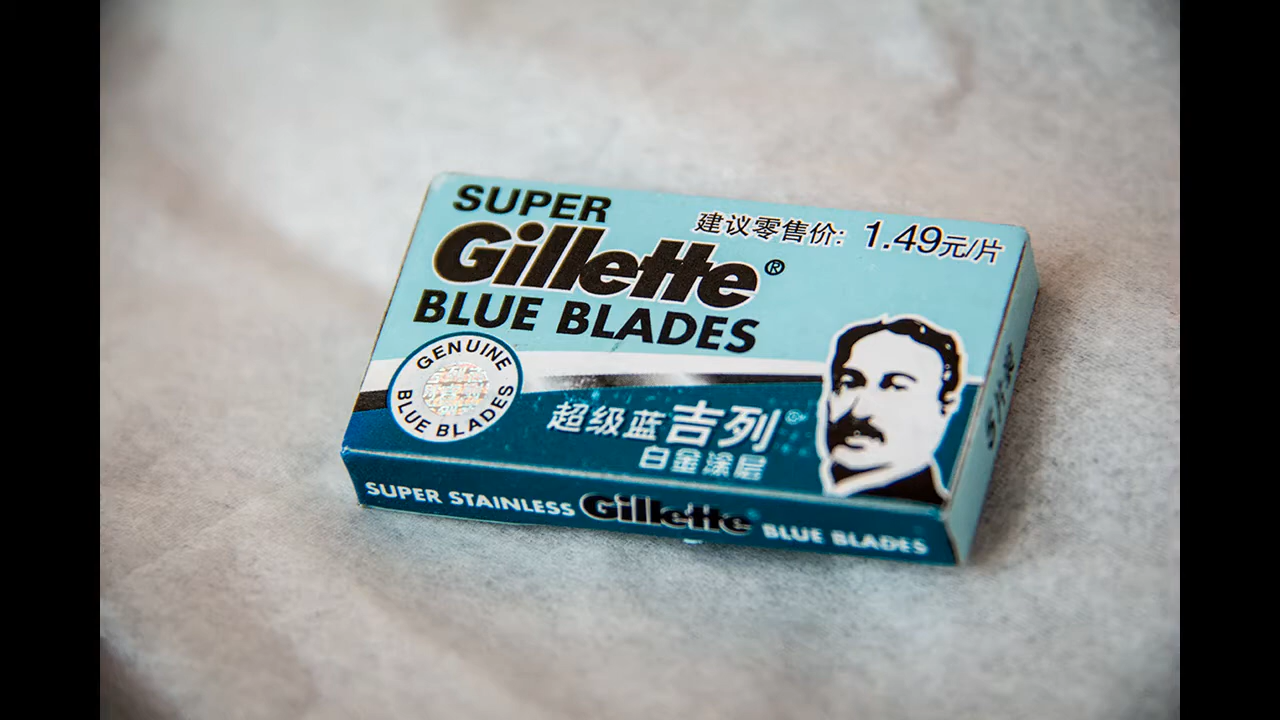 SUPER
建议零售价: 1.49元/片
Gillette®
BLUE BLADES
GENUINE
BLUE BLADES
超级蓝吉列
白金涂层
SUPER STAINLESS Gillette BLUE BLADES